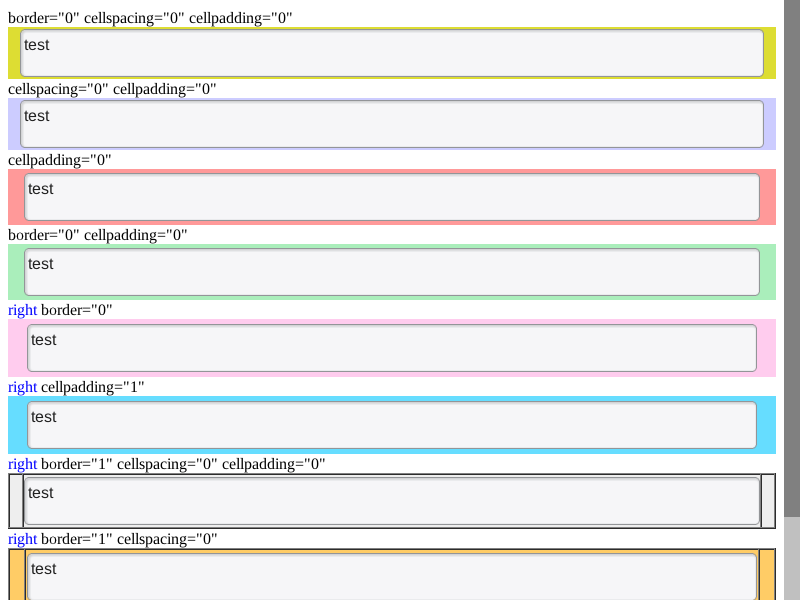 border="0" cellspacing="0" cellpadding="0"
test
cellspacing="0" cellpadding="0"
test
cellpadding="0"
test
border="0" cellpadding="0"
test
right border="0"
test
right cellpadding="1"
test
right border="1" cellspacing="0" cellpadding="0"
test
right border="1" cellspacing="0"
test